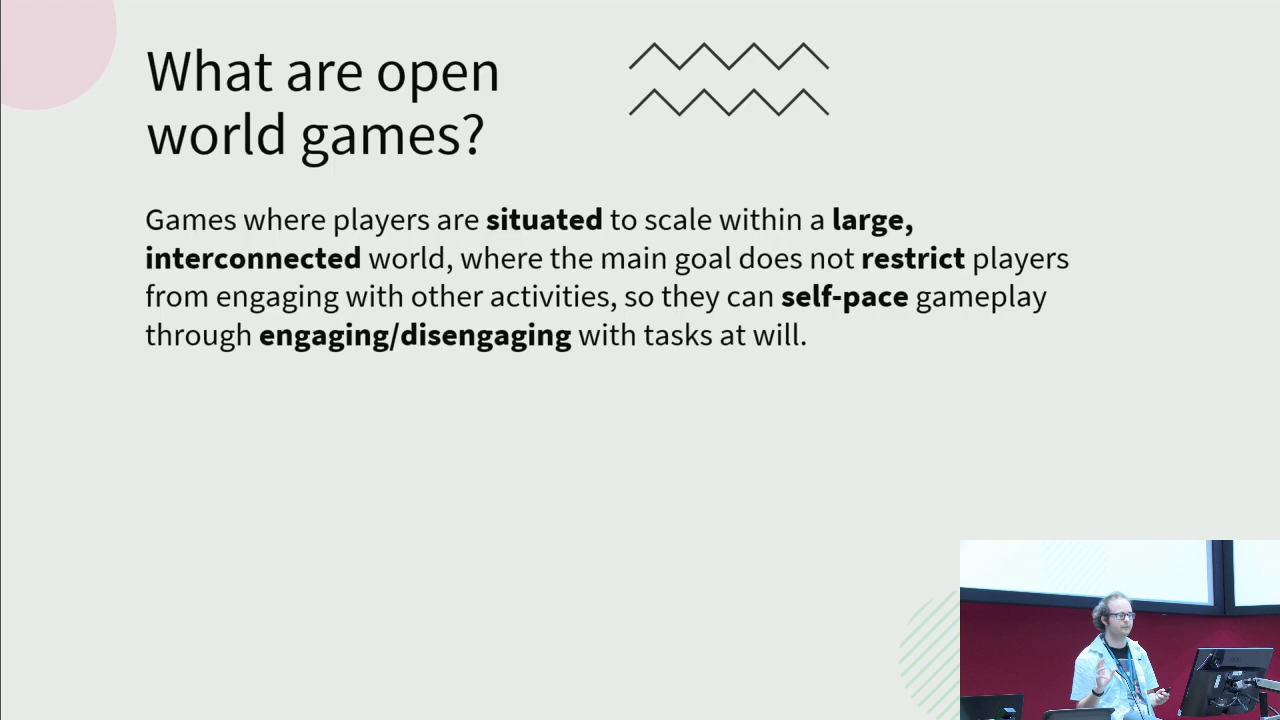 What are open
world games?
Games where players are situated to scale within a large,
interconnected world, where the main goal does not restrict players
from engaging with other activities, so they can self-pace gameplay
through engaging/disengaging with tasks at will.